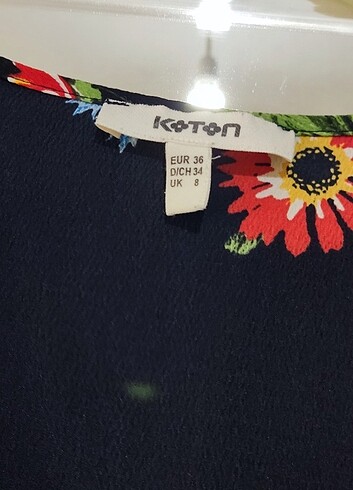 KOTON
EUR 36
D/CH 34
UK 8